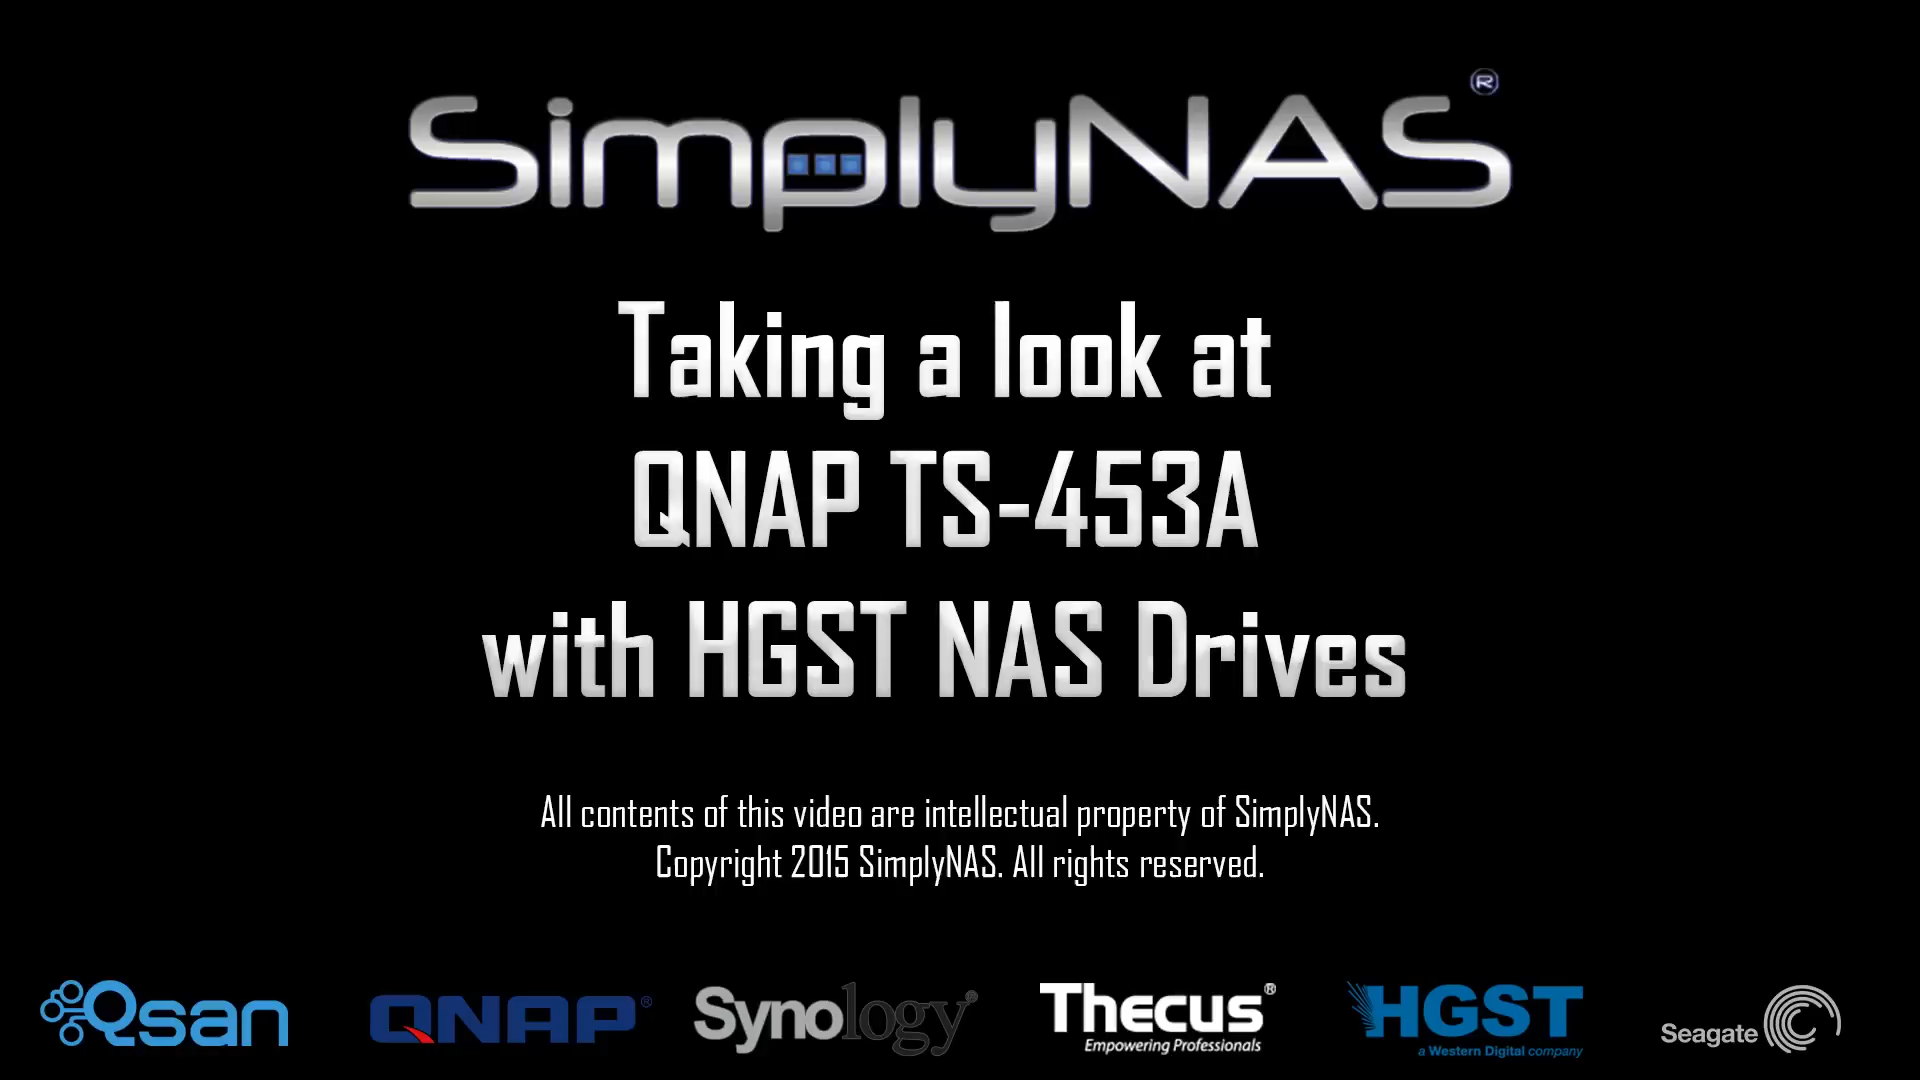 SimplyNAS®
Taking a look at
QNAP TS-453A
with HGST NAS Drives
All contents of this video are intellectual property of SimplyNAS.
Copyright 2015 SimplyNAS. All rights reserved.
Qsan
QNAP®
Synology®
Thecus®
Empowering Professionals
HGST
a Western Digital company
Seagate